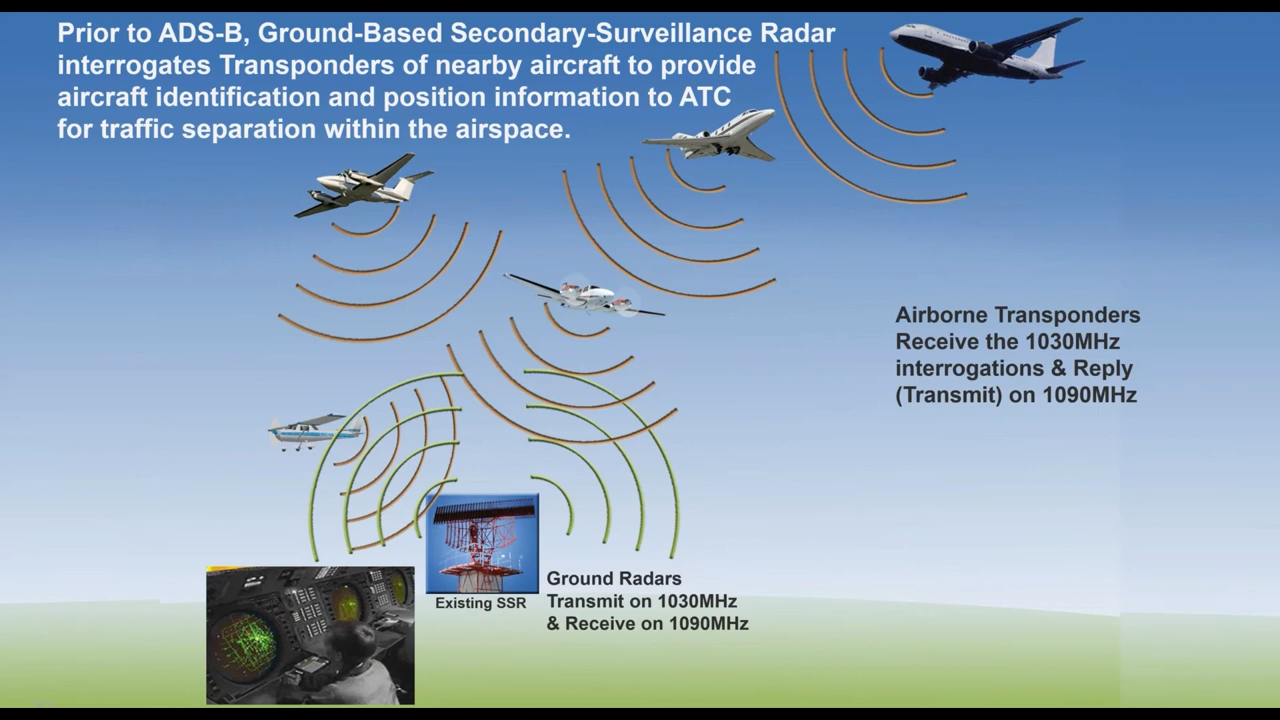 Prior to ADS-B, Ground-Based Secondary-Surveillance Radar
interrogates Transponders of nearby aircraft to provide
aircraft identification and position information to ATC
for traffic separation within the airspace.
Airborne Transponders
Receive the 1030MHz
interrogations & Reply
(Transmit) on 1090MHz
Existing SSR
Ground Radars
Transmit on 1030MHz
& Receive on 1090MHz